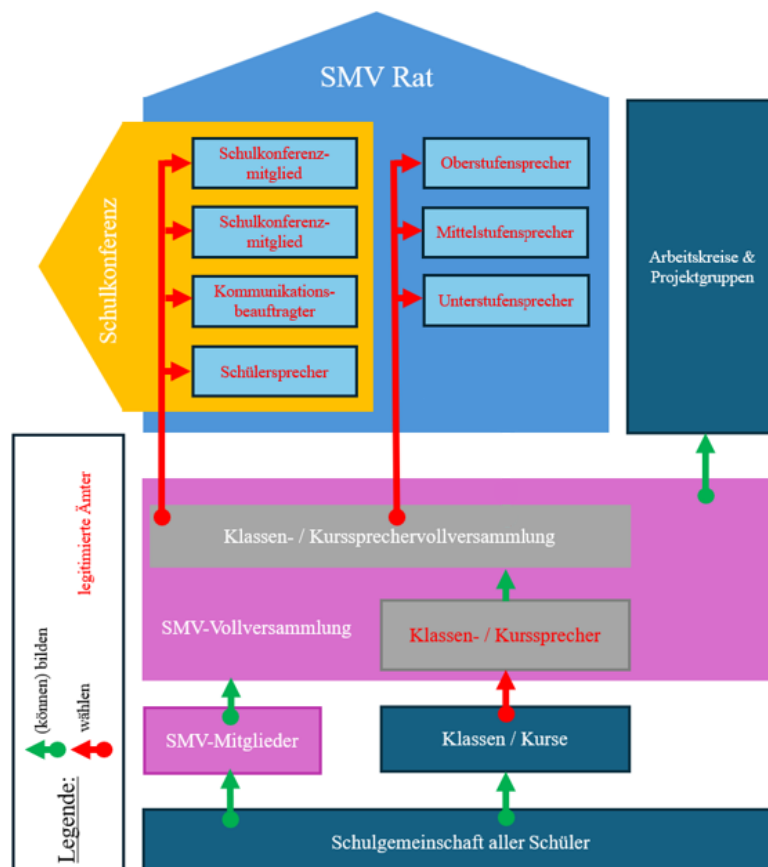 SMV Rat
Schulkonferenz
Schulkonferenz-
mitglied
Schulkonferenz-
mitglied
Kommunikations-
beauftragter
Schülersprecher
Oberstufensprecher
Mittelstufensprecher
Unterstufensprecher
Arbeitskreise &
Projektgruppen
Klassen- / Kurssprechervollversammlung
SMV-Vollversammlung
Klassen- / Kurssprecher
SMV-Mitglieder
Klassen / Kurse
Schulgemeinschaft aller Schüler
Legende:
(können) bilden
wählen
legitimierte Ämter